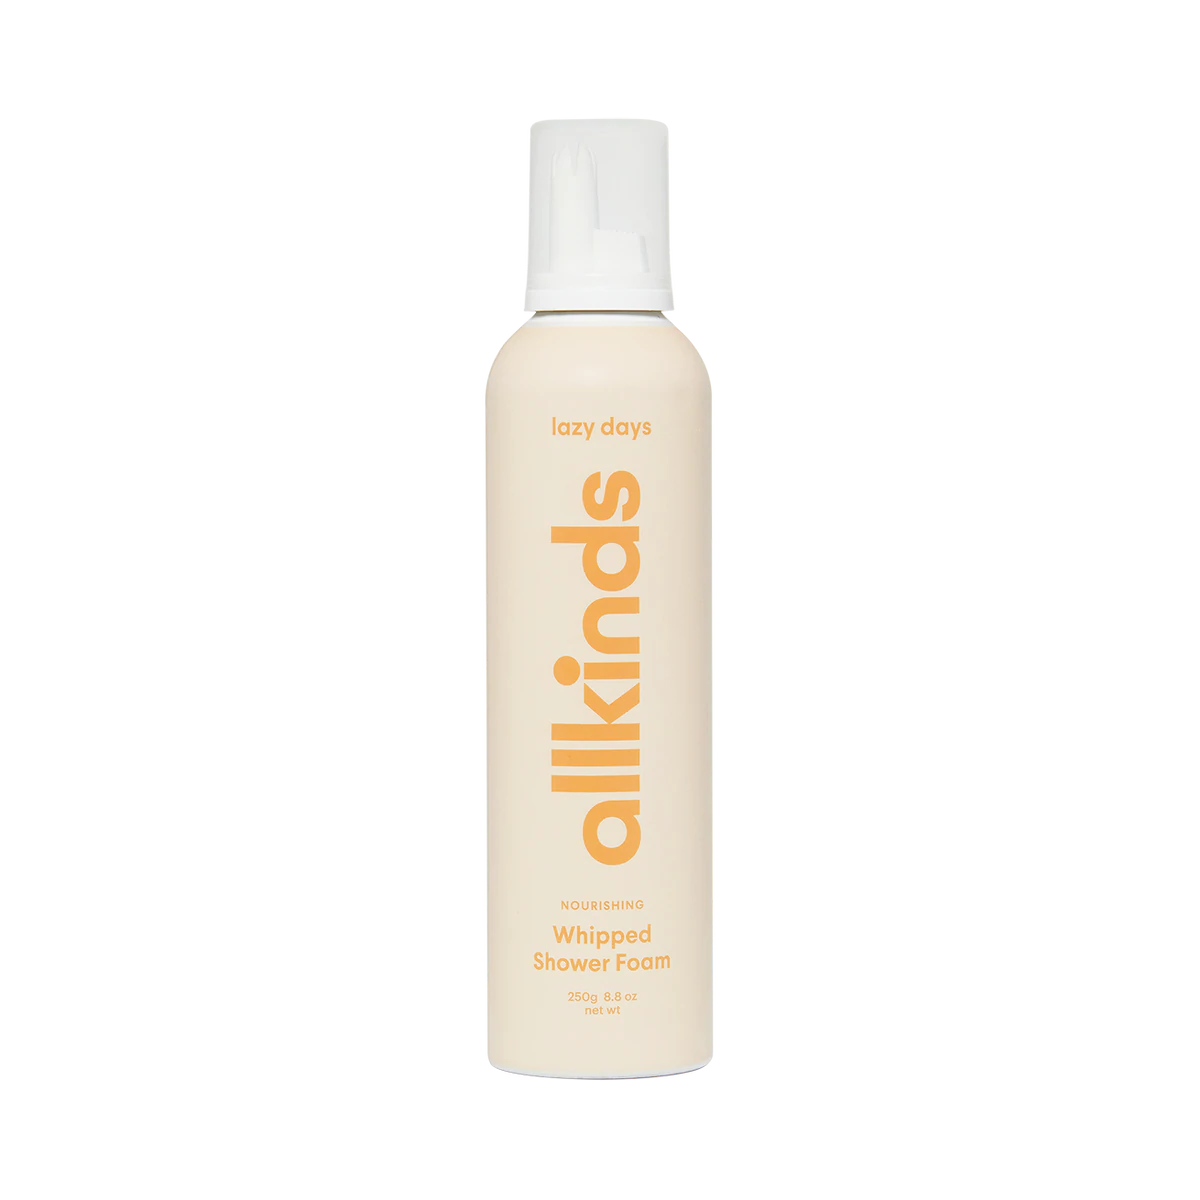 lazy days
allkinds
NOURISHING
Whipped
Shower Foam
250g 8.8 oz
net wt